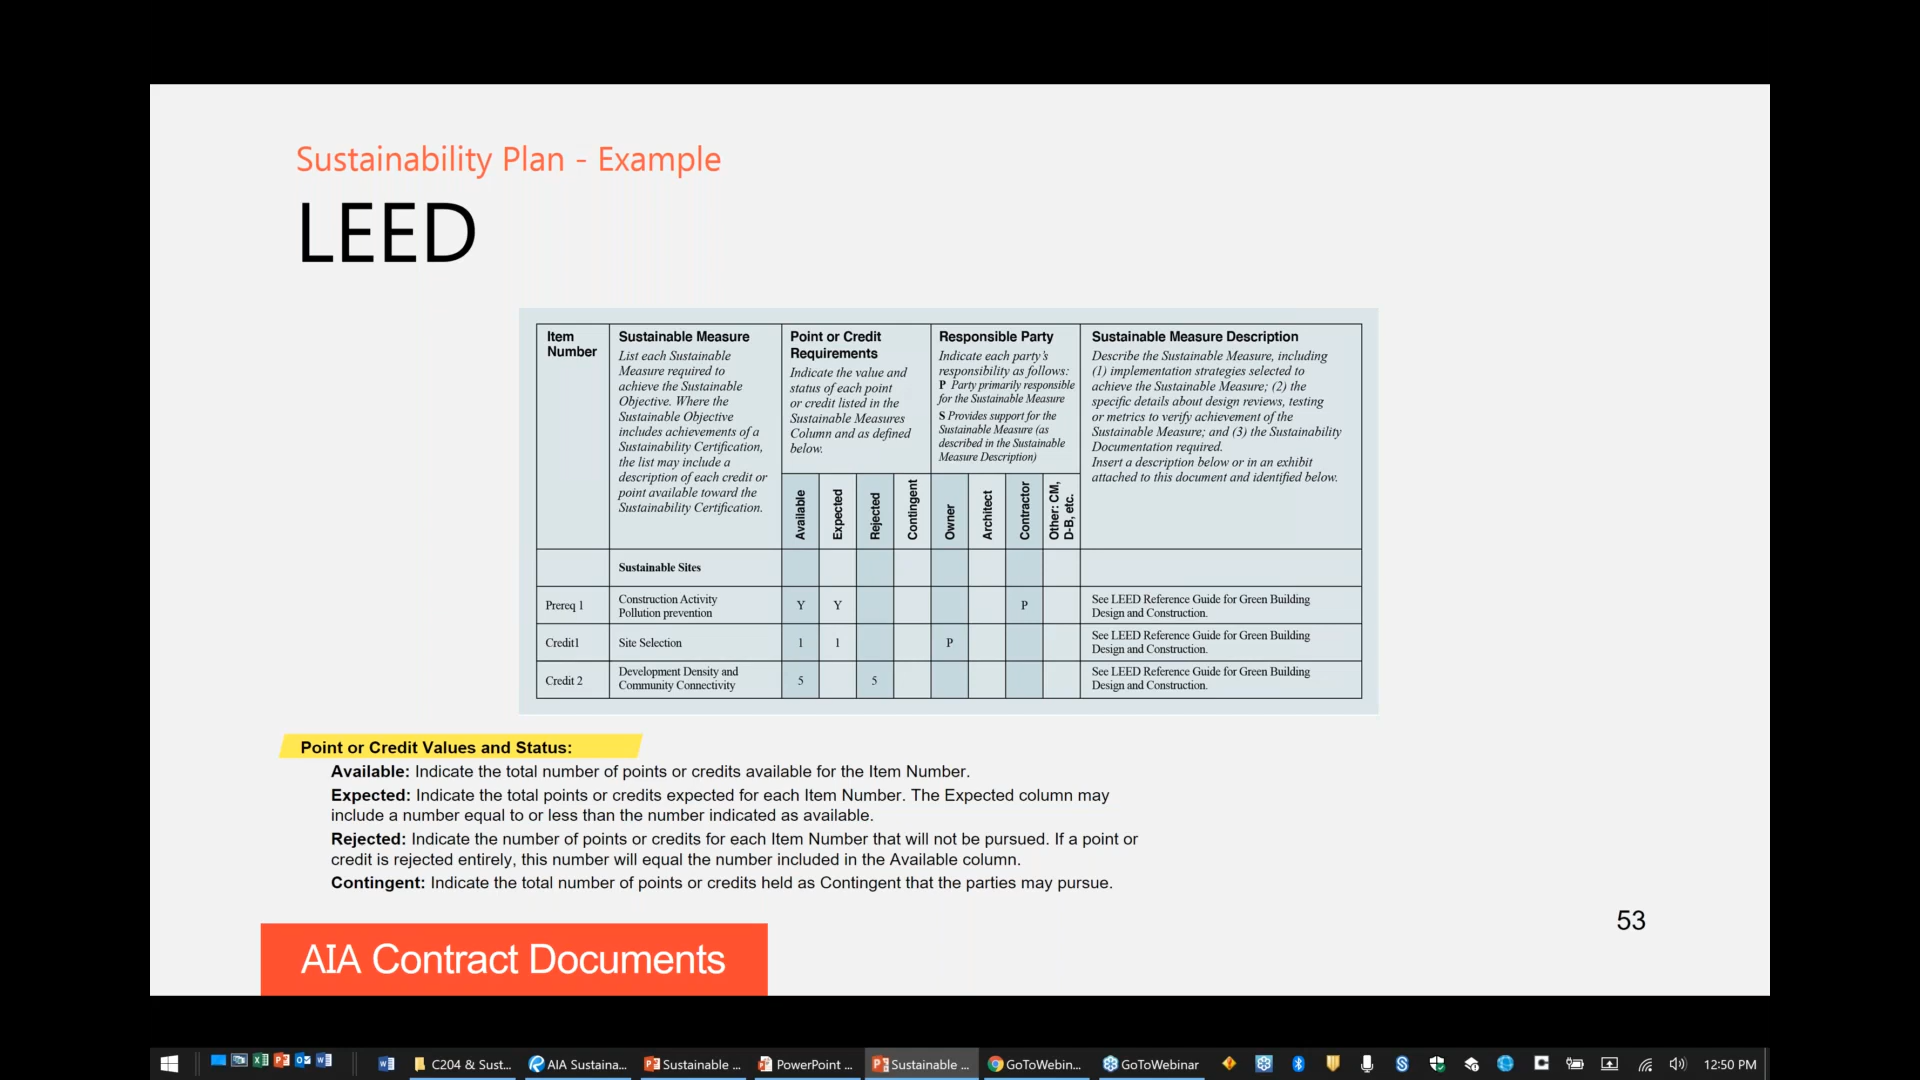 Sustainability Plan - Example
LEED
Item
Number
Sustainable Measure
List each Sustainable
Measure required to
achieve the Sustainable
Objective. Where the
Sustainable Objective
includes achievements of a
Sustainability Certification,
the list may include a
description of each credit or
point available toward the
Sustainability Certification.
Point or Credit
Requirements
Indicate the value and
status of each point
or credit listed in the
Sustainable Measures
Column and as defined
below.
Responsible Party
Indicate each party's
responsibility as follows:
P Party primarily responsible
for the Sustainable Measure
S Provides support for the
Sustainable Measure (as
described in the Sustainable
Measure Description)
Sustainable Measure Description
Describe the Sustainable Measure, including
(1) implementation strategies selected to
achieve the Sustainable Measure; (2) the
specific details about design reviews, testing
or metrics to verify achievement of the
Sustainable Measure; and (3) the Sustainability
Documentation required.
Insert a description below or in an exhibit
attached to this document and identified below.
Available
Expected
Rejected
Contingent
Owner
Architect
Contractor
Other: CM,
D-B, etc.
Sustainable Sites
Prereq 1
Construction Activity
Pollution prevention
Y Y P
See LEED Reference Guide for Green Building
Design and Construction.
Credit1
Site Selection
1 1 P
See LEED Reference Guide for Green Building
Design and Construction.
Credit 2
Development Density and
Community Connectivity
5 5
See LEED Reference Guide for Green Building
Design and Construction.
Point or Credit Values and Status:
Available: Indicate the total number of points or credits available for the Item Number.
Expected: Indicate the total points or credits expected for each Item Number. The Expected column may
include a number equal to or less than the number indicated as available.
Rejected: Indicate the number of points or credits for each Item Number that will not be pursued. If a point or
credit is rejected entirely, this number will equal the number included in the Available column.
Contingent: Indicate the total number of points or credits held as Contingent that the parties may pursue.
53
AIA Contract Documents
C204 & Sust...
AIA Sustaina...
Sustainable ...
PowerPoint ...
Sustainable ...
GoToWebin...
GoToWebinar
12:50 PM